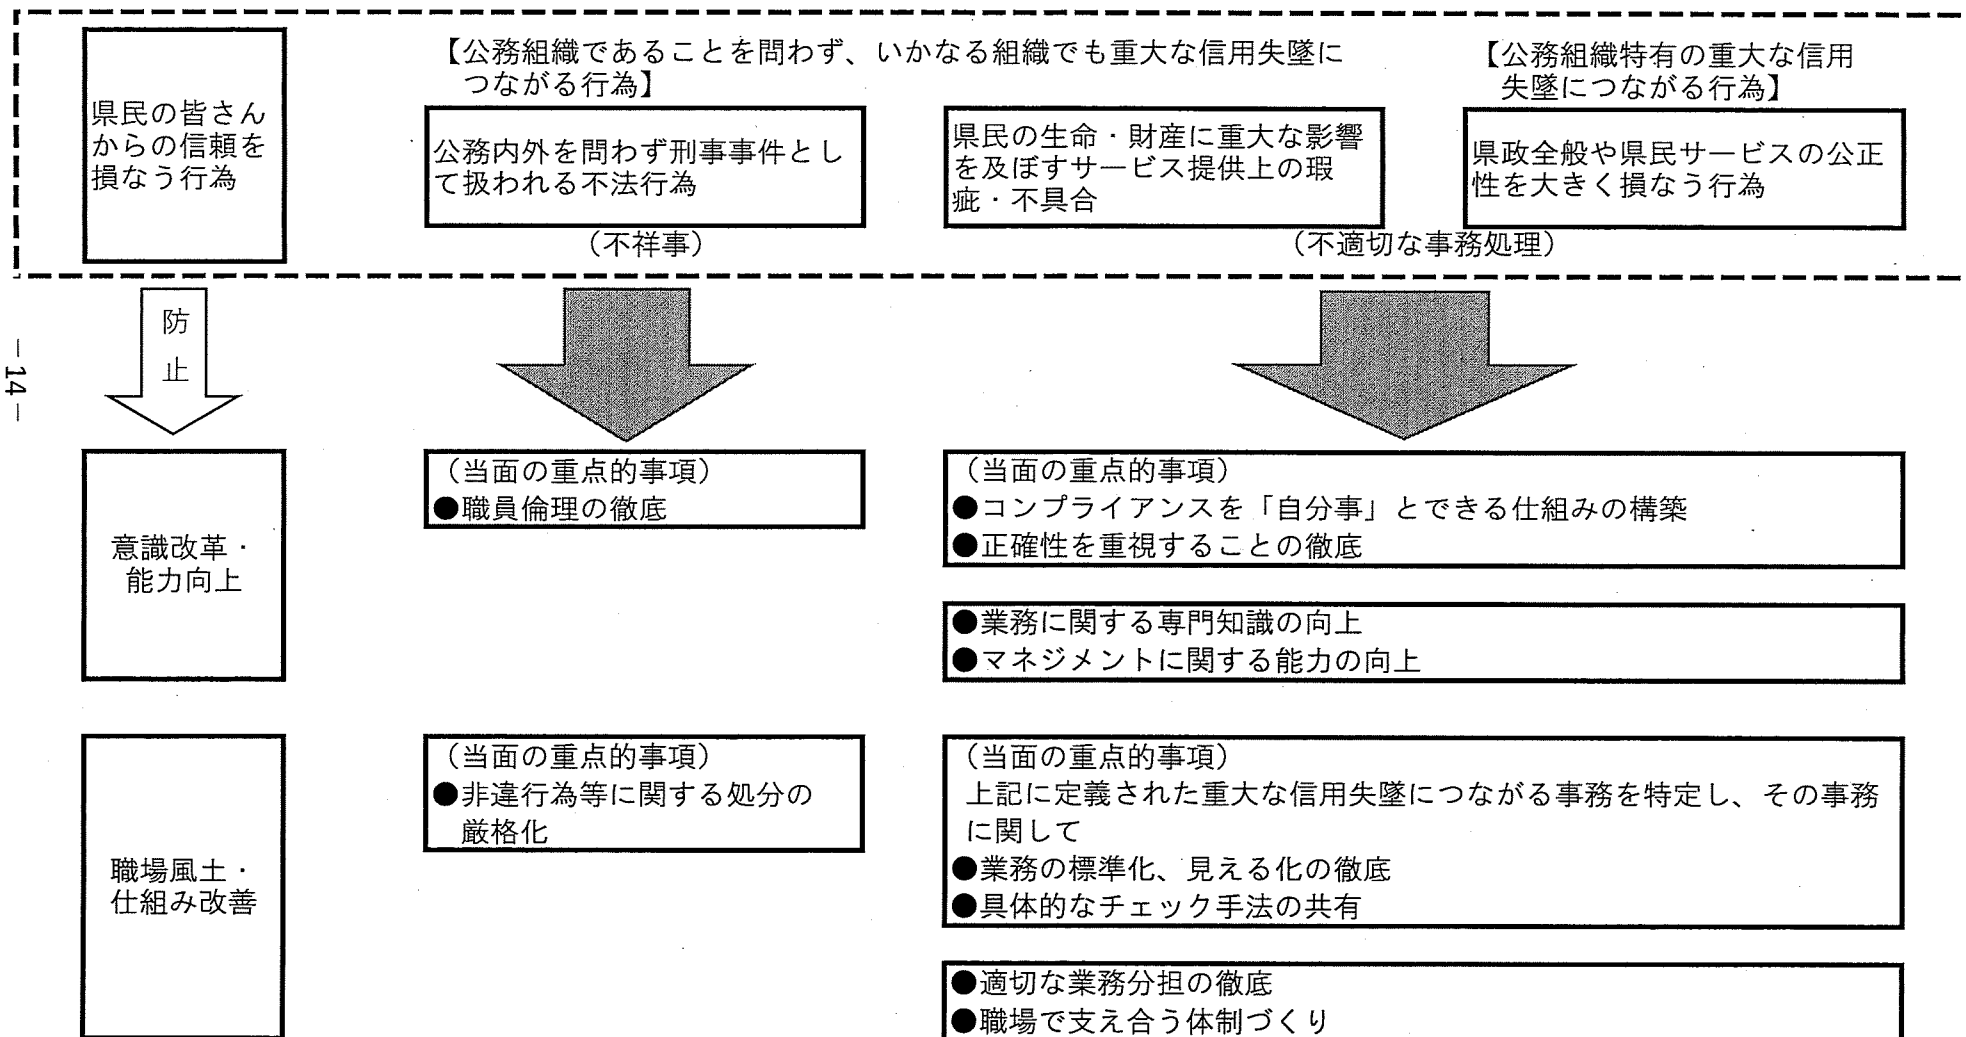 県民の皆さん
からの信頼を
損なう行為
【公務組織であることを問わず、いかなる組織でも重大な信用失墜に
つながる行為】
公務内外を問わず刑事事件とし
て扱われる不法行為
(不祥事)
県民の生命・財産に重大な影響
を及ぼすサービス提供上の瑕
疵・不具合
【公務組織特有の重大な信用
失墜につながる行為】
県政全般や県民サービスの公正
性を大きく損なう行為
(不適切な事務処理)
防
止
-14-
意識改革・
能力向上
(当面の重点的事項)
●職員倫理の徹底
(当面の重点的事項)
●コンプライアンスを「自分事」とできる仕組みの構築
●正確性を重視することの徹底
●業務に関する専門知識の向上
●マネジメントに関する能力の向上
職場風土・
仕組み改善
(当面の重点的事項)
●非違行為等に関する処分の
厳格化
(当面の重点的事項)
上記に定義された重大な信用失墜につながる事務を特定し、その事務
に関して
●業務の標準化、見える化の徹底
●具体的なチェック手法の共有
●適切な業務分担の徹底
●職場で支え合う体制づくり